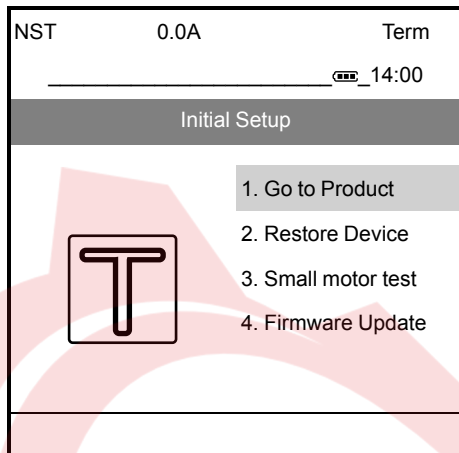 NST 0.0A Term
14:00
Initial Setup
1. Go to Product
2. Restore Device
3. Small motor test
4. Firmware Update
T